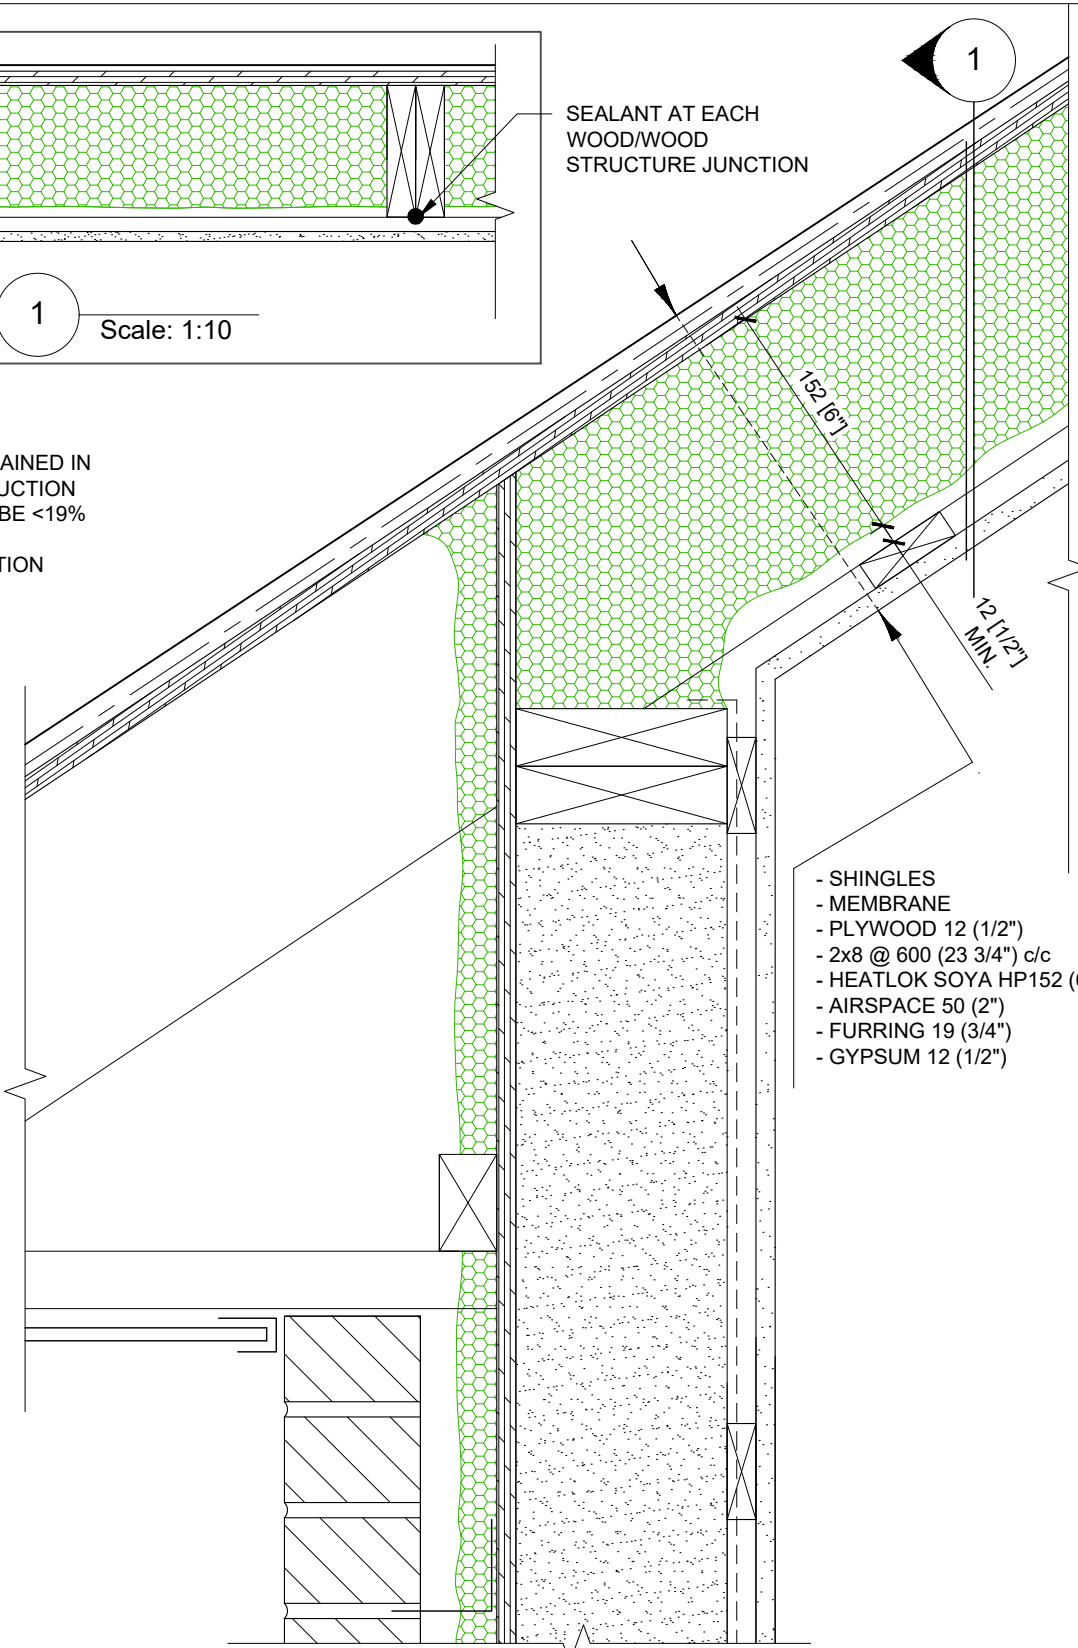 SEALANT AT EACH
WOOD/WOOD
STRUCTURE JUNCTION
1
1
Scale: 1:10
AINED IN
UCTION
BE <19%
TION
152 [6"]
12 [1/2"]
MIN.
- SHINGLES
- MEMBRANE
- PLYWOOD 12 (1/2")
- 2x8 @ 600 (23 3/4") c/c
- HEATLOK SOYA HP152 (
- AIRSPACE 50 (2")
- FURRING 19 (3/4")
- GYPSUM 12 (1/2")